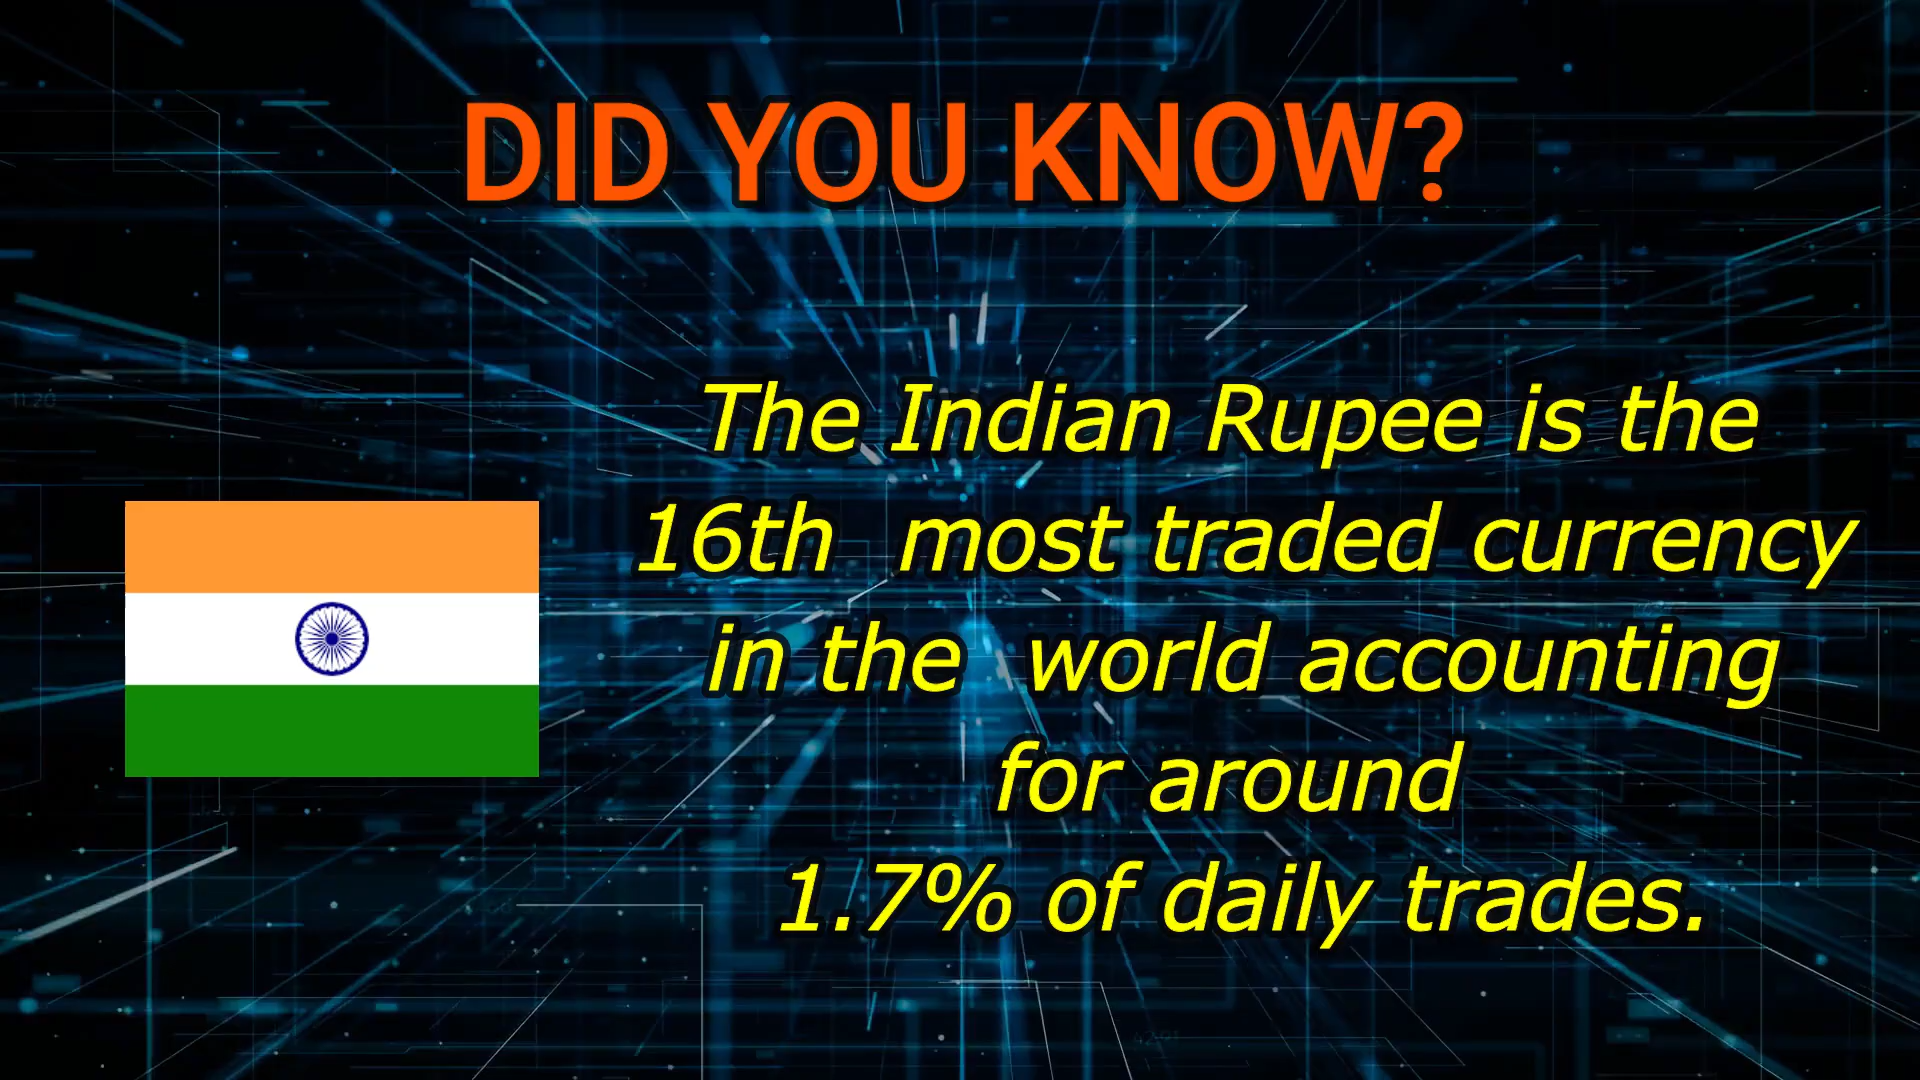 DID YOU KNOW?
The Indian Rupee is the
16th most traded currency
in the world accounting
for around
1.7% of daily trades.